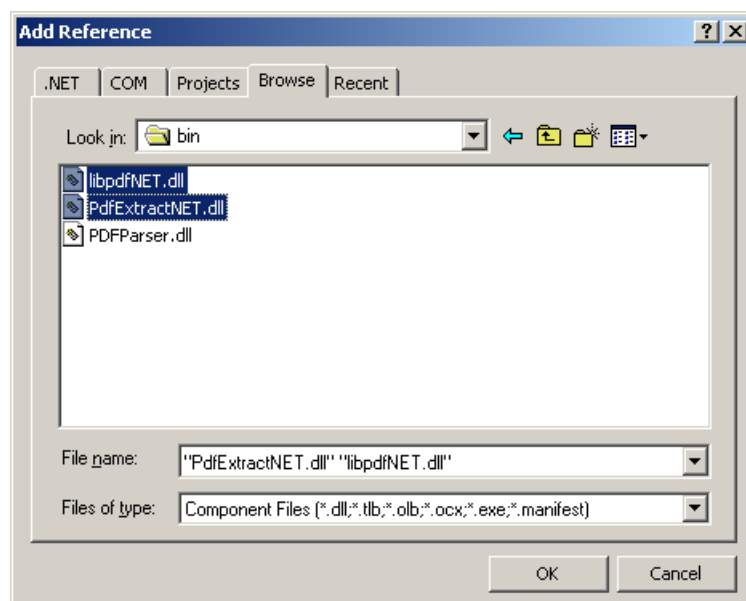 Add Reference
.NET COM Projects Browse Recent
Look in: bin
libpdfNET.dll
PdfExtractNET.dll
PDFParser.dll
File name: "PdfExtractNET.dll" "libpdfNET.dll"
Files of type: Component Files (*.dll;*.tlb;*.olb;*.ocx;*.exe;*.manifest)
OK Cancel